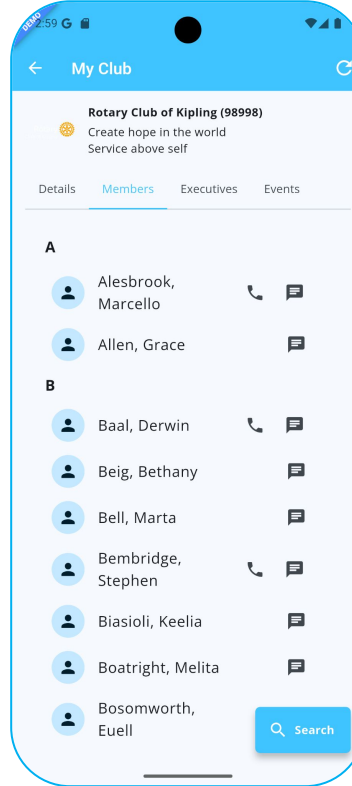 DEMO
2:59 G
My Club
Rotary Club of Kipling (98998)
Create hope in the world
Service above self
Details Members Executives Events
A
Alesbrook,
Marcello
Allen, Grace
B
Baal, Derwin
Beig, Bethany
Bell, Marta
Bembridge,
Stephen
Biasioli, Keelia
Boatright, Melita
Bosomworth,
Euell
Search